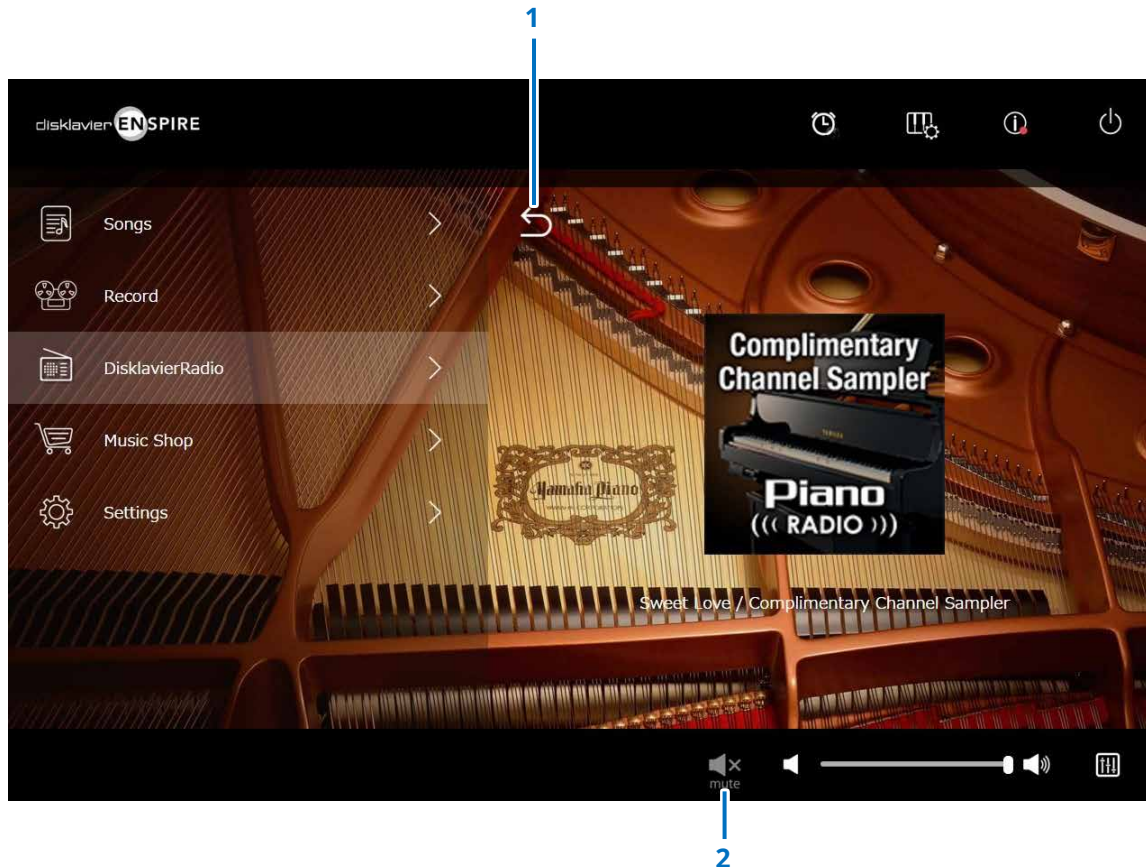 1
disklavier ENSPIRE
Songs
Record
DisklavierRadio
Music Shop
Settings
Yamaha Piano
Complimentary
Channel Sampler
YAMAHA
Piano
((( RADIO )))
Sweet Love / Complimentary Channel Sampler
mute
2